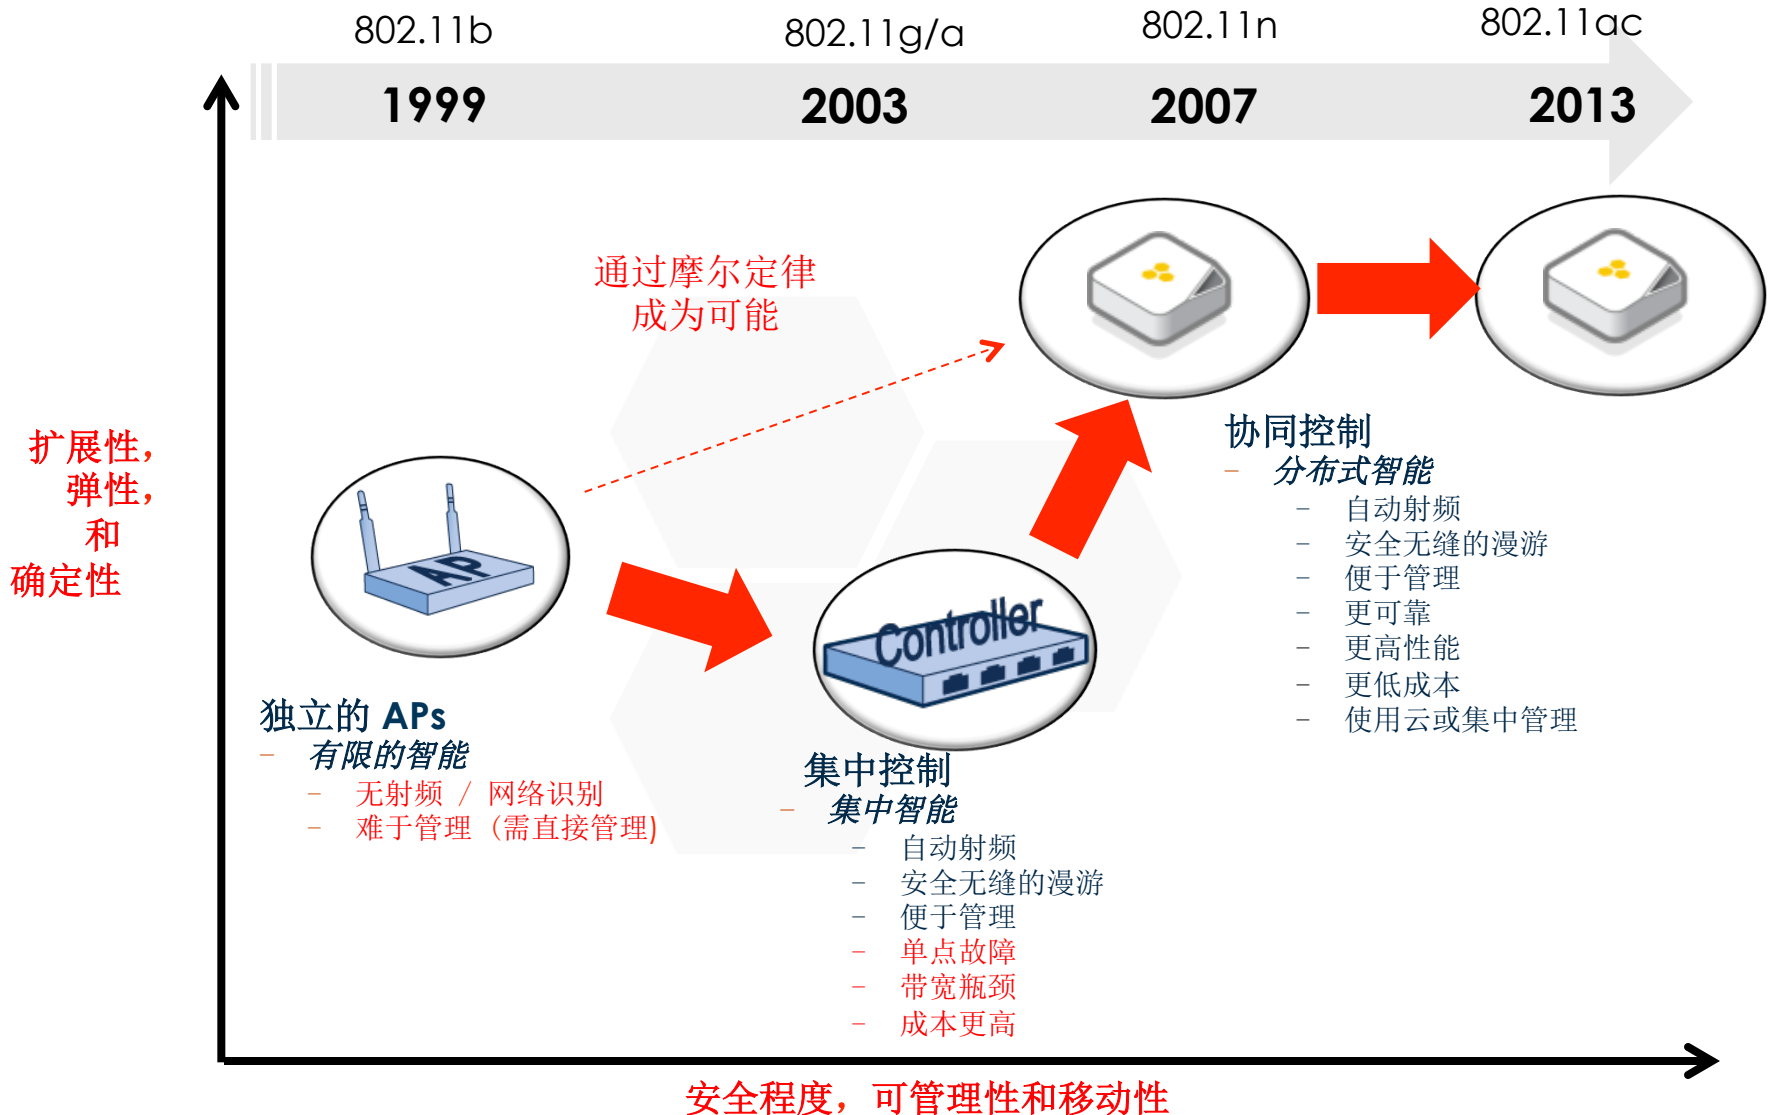 802.11b
802.11g/a
802.11n
802.11ac
1999
2003
2007
2013
通过摩尔定律
成为可能
扩展性，
弹性，
和
确定性
AP
独立的 APs
– 有限的智能
– 无射频 / 网络识别
– 难于管理（需直接管理)
Controller
集中控制
– 集中智能
– 自动射频
– 安全无缝的漫游
– 便于管理
– 单点故障
– 带宽瓶颈
– 成本更高
协同控制
– 分布式智能
– 自动射频
– 安全无缝的漫游
– 便于管理
– 更可靠
– 更高性能
– 更低成本
– 使用云或集中管理
安全程度，可管理性和移动性